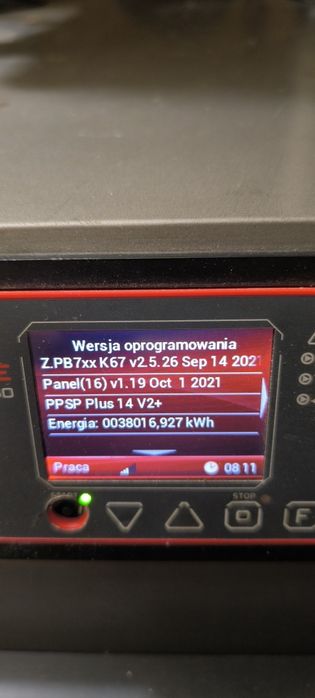 Wersja oprogramowania
Z.PB7xx K67 v2.5.26 Sep 14 2021
Panel(16) v1.19 Oct 1 2021
PPSP Plus 14 V2+
Energia: 0038016,927 kWh
Praca
08:11
START
STOP
F